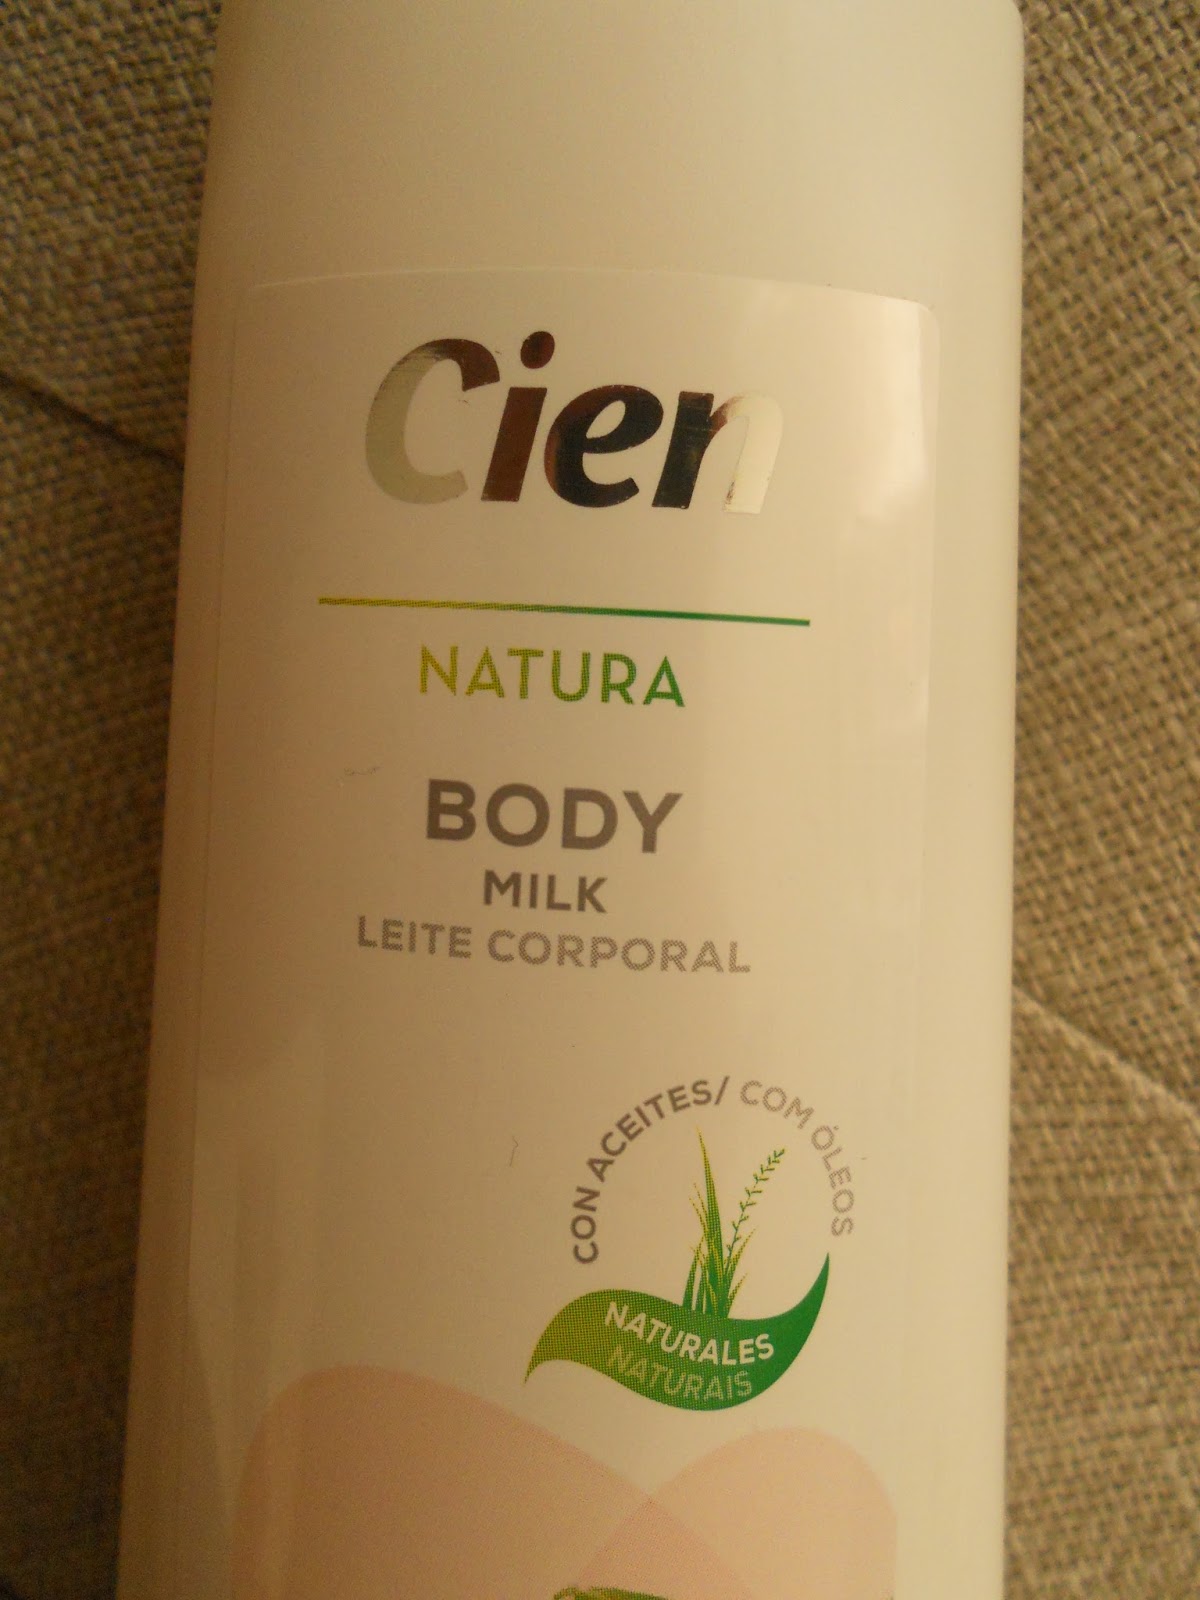 Cien
NATURA
BODY
MILK
LEITE CORPORAL
CON ACEITES/ COM ÓLEOS
NATURALES
NATURAIS